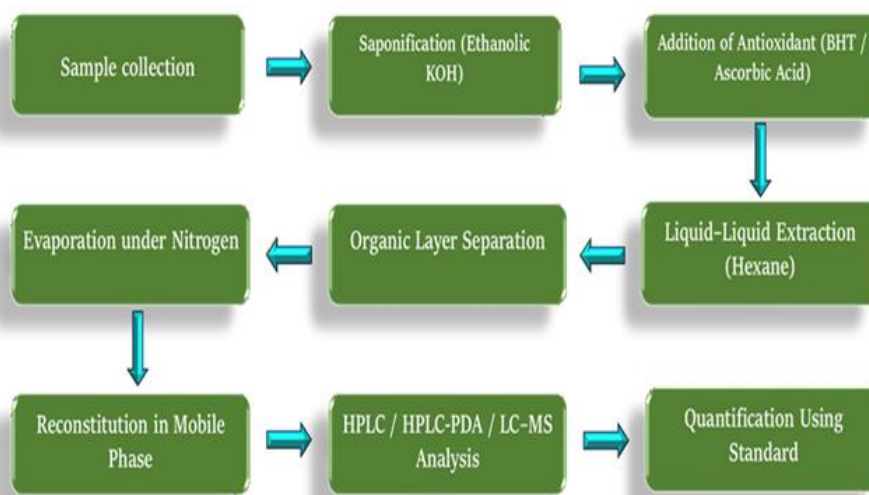 Sample collection
Saponification (Ethanolic
KOH)
Addition of Antioxidant (BHT /
Ascorbic Acid)
Liquid–Liquid Extraction
(Hexane)
Organic Layer Separation
Evaporation under Nitrogen
Reconstitution in Mobile
Phase
HPLC / HPLC-PDA / LC–MS
Analysis
Quantification Using
Standard